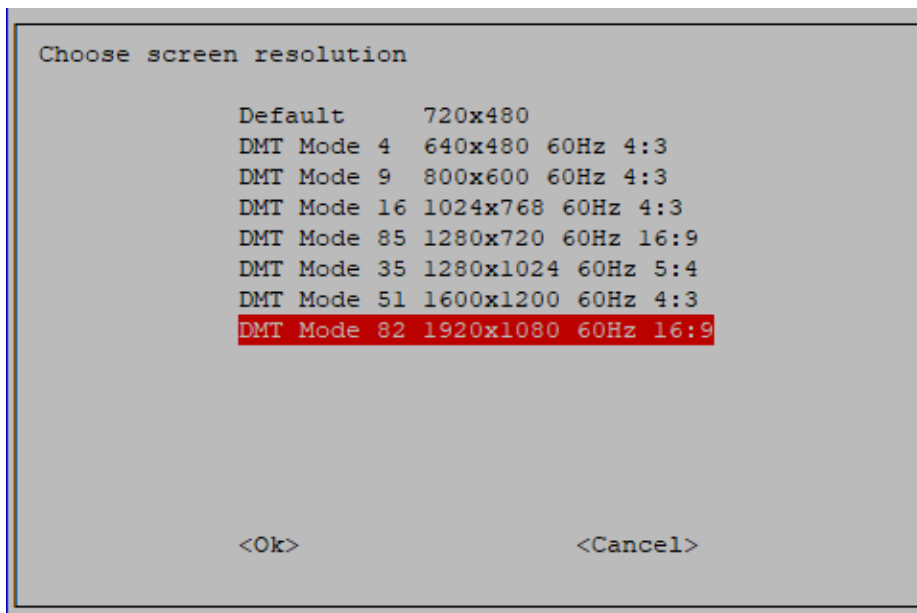 Choose screen resolution
Default 720x480
DMT Mode 4 640x480 60Hz 4:3
DMT Mode 9 800x600 60Hz 4:3
DMT Mode 16 1024x768 60Hz 4:3
DMT Mode 85 1280x720 60Hz 16:9
DMT Mode 35 1280x1024 60Hz 5:4
DMT Mode 51 1600x1200 60Hz 4:3
DMT Mode 82 1920x1080 60Hz 16:9
<Ok> <Cancel>